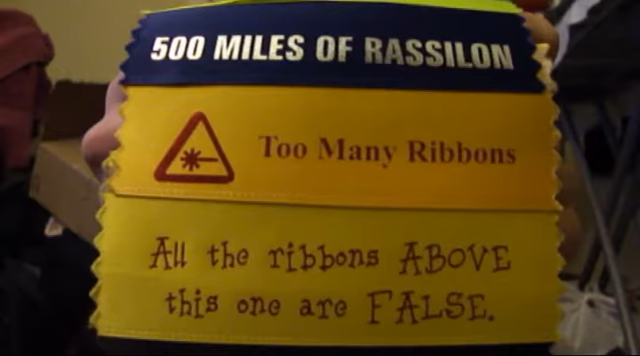 500 MILES OF RASSILON
Too Many Ribbons
All the ribbons ABOVE
this one are FALSE.